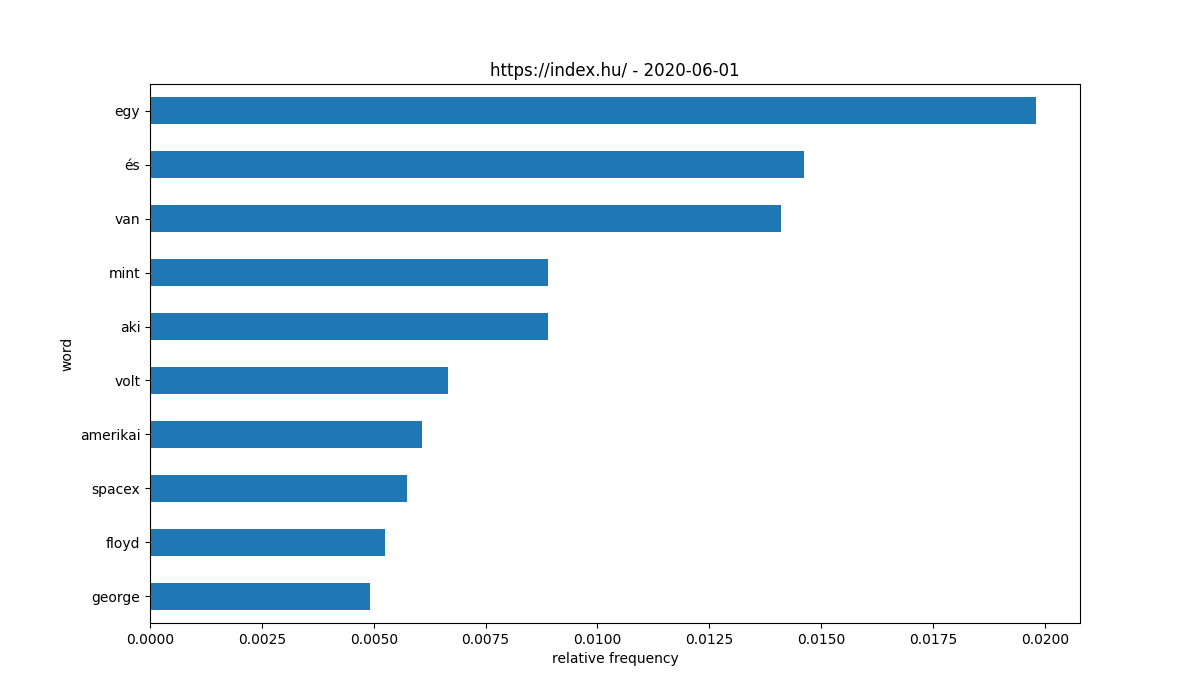 https://index.hu/ - 2020-06-01
egy
és
van
mint
aki
volt
amerikai
spacex
floyd
george
word
0.0000 0.0025 0.0050 0.0075 0.0100 0.0125 0.0150 0.0175 0.0200
relative frequency